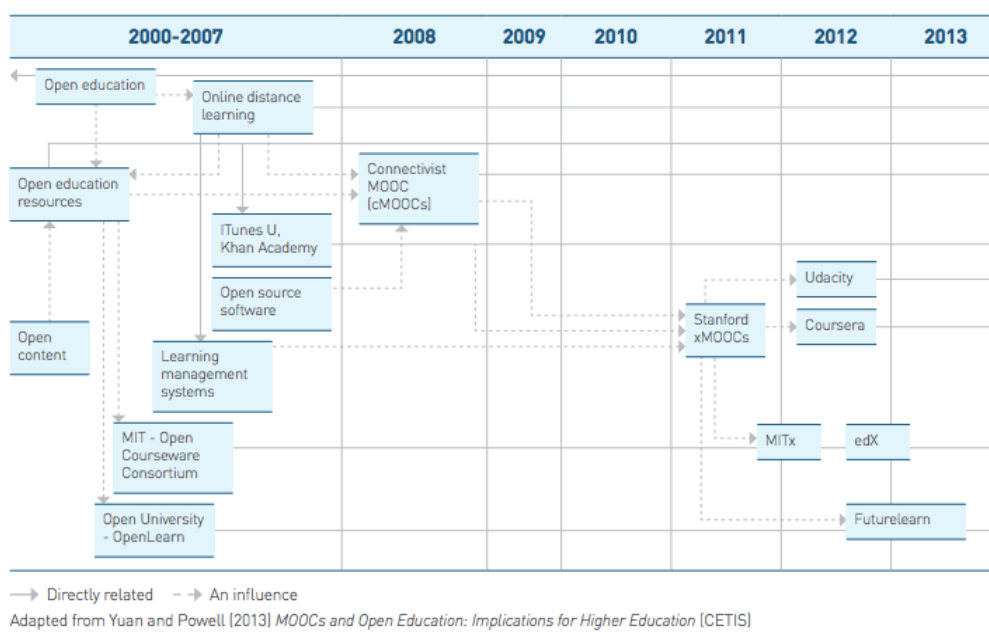 2000-2007 2008 2009 2010 2011 2012 2013
Open education
Online distance
learning
Open education
resources
Connectivist
MOOC
(cMOOCs)
ITunes U,
Khan Academy
Open source
software
Udacity
Stanford
xMOOCs
Coursera
Open
content
Learning
management
systems
MIT - Open
Courseware
Consortium
MITx
edX
Open University
- OpenLearn
Futurelearn
Directly related An influence
Adapted from Yuan and Powell (2013) MOOCs and Open Education: Implications for Higher Education (CETIS)